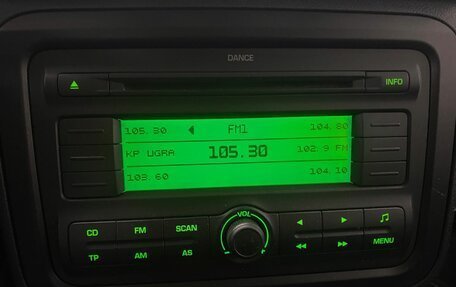 DANCE
INFO
105.30 FM1 104.80
KP UGRA 105.30 102.9 FM
103.60 104.10
CD FM SCAN VOL
TP AM AS MENU